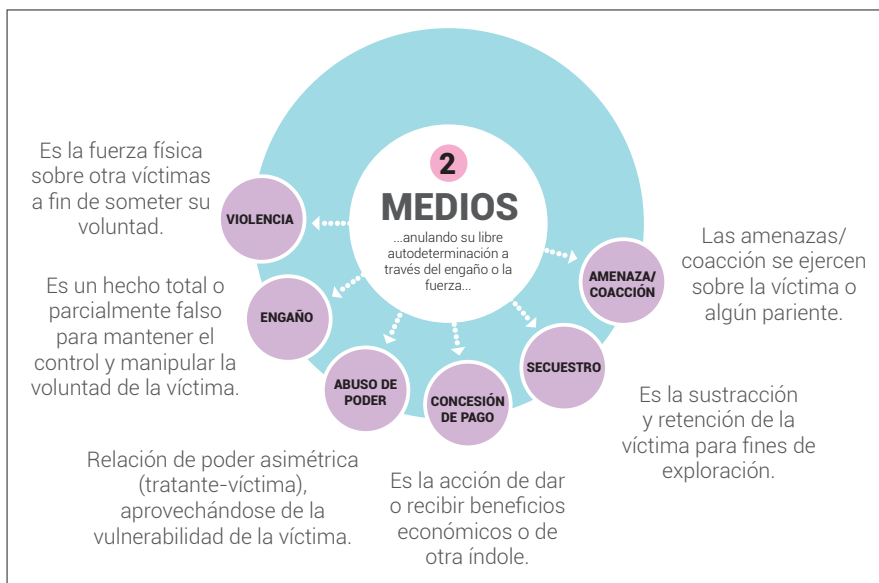 2
MEDIOS
...anulando su libre
autodeterminación a
través del engaño o la
fuerza...
VIOLENCIA
Es la fuerza física
sobre otra víctimas
a fin de someter su
voluntad.
ENGAÑO
Es un hecho total o
parcialmente falso
para mantener el
control y manipular la
voluntad de la víctima.
ABUSO DE
PODER
Relación de poder asimétrica
(tratante-víctima),
aprovechándose de la
vulnerabilidad de la víctima.
CONCESIÓN
DE PAGO
Es la acción de dar
o recibir beneficios
económicos o de
otra índole.
SECUESTRO
Es la sustracción
y retención de la
víctima para fines de
exploración.
AMENAZA/
COACCIÓN
Las amenazas/
coacción se ejercen
sobre la víctima o
algún pariente.